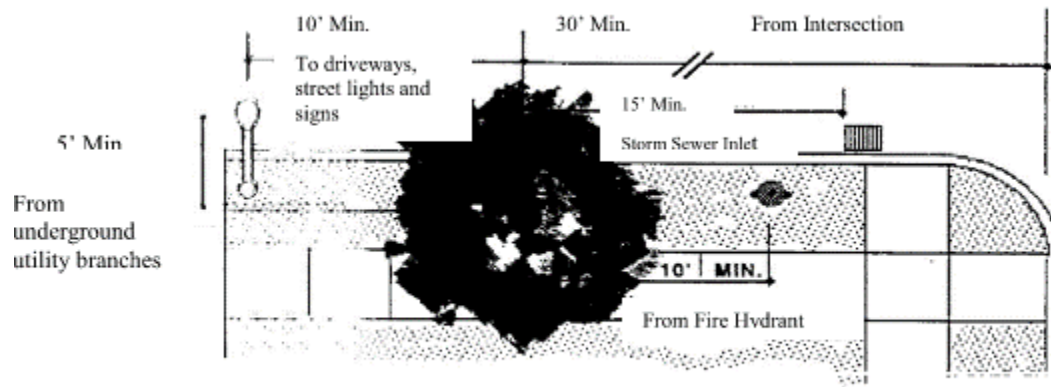 10' Min.
30' Min.
From Intersection
To driveways,
street lights and
signs
15' Min.
5' Min
Storm Sewer Inlet
From
underground
utility branches
10' MIN.
From Fire Hydrant